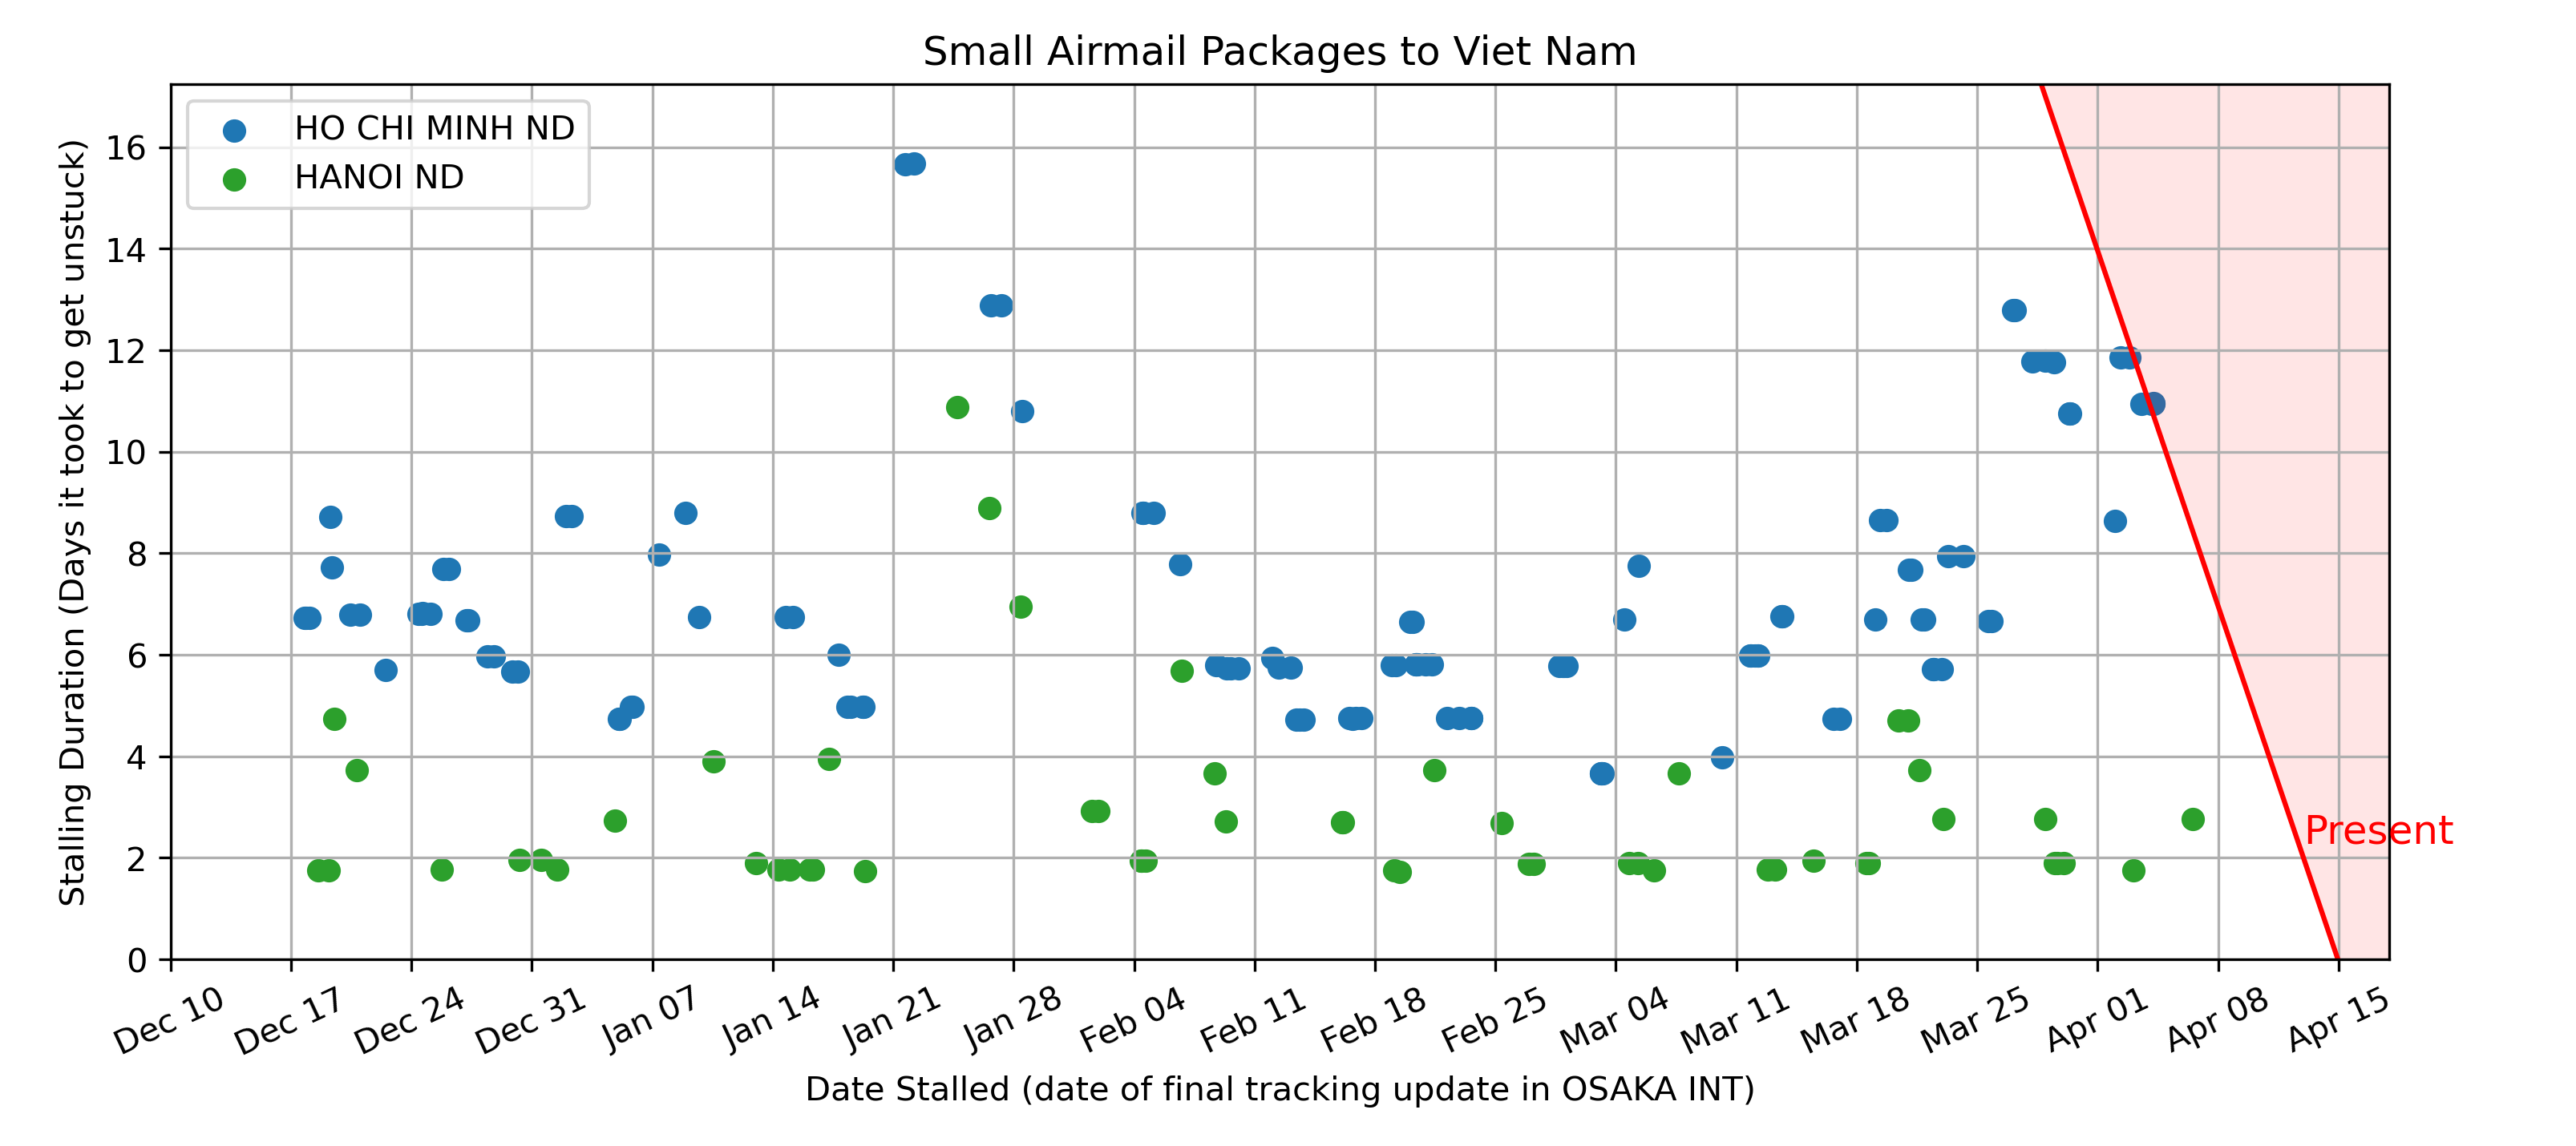 Small Airmail Packages to Viet Nam
HO CHI MINH ND
HANOI ND
Stalling Duration (Days it took to get unstuck)
16
14
12
10
8
6
4
2
0
Present
Dec 10
Dec 17
Dec 24
Dec 31
Jan 07
Jan 14
Jan 21
Jan 28
Feb 04
Feb 11
Feb 18
Feb 25
Mar 04
Mar 11
Mar 18
Mar 25
Apr 01
Apr 08
Apr 15
Date Stalled (date of final tracking update in OSAKA INT)